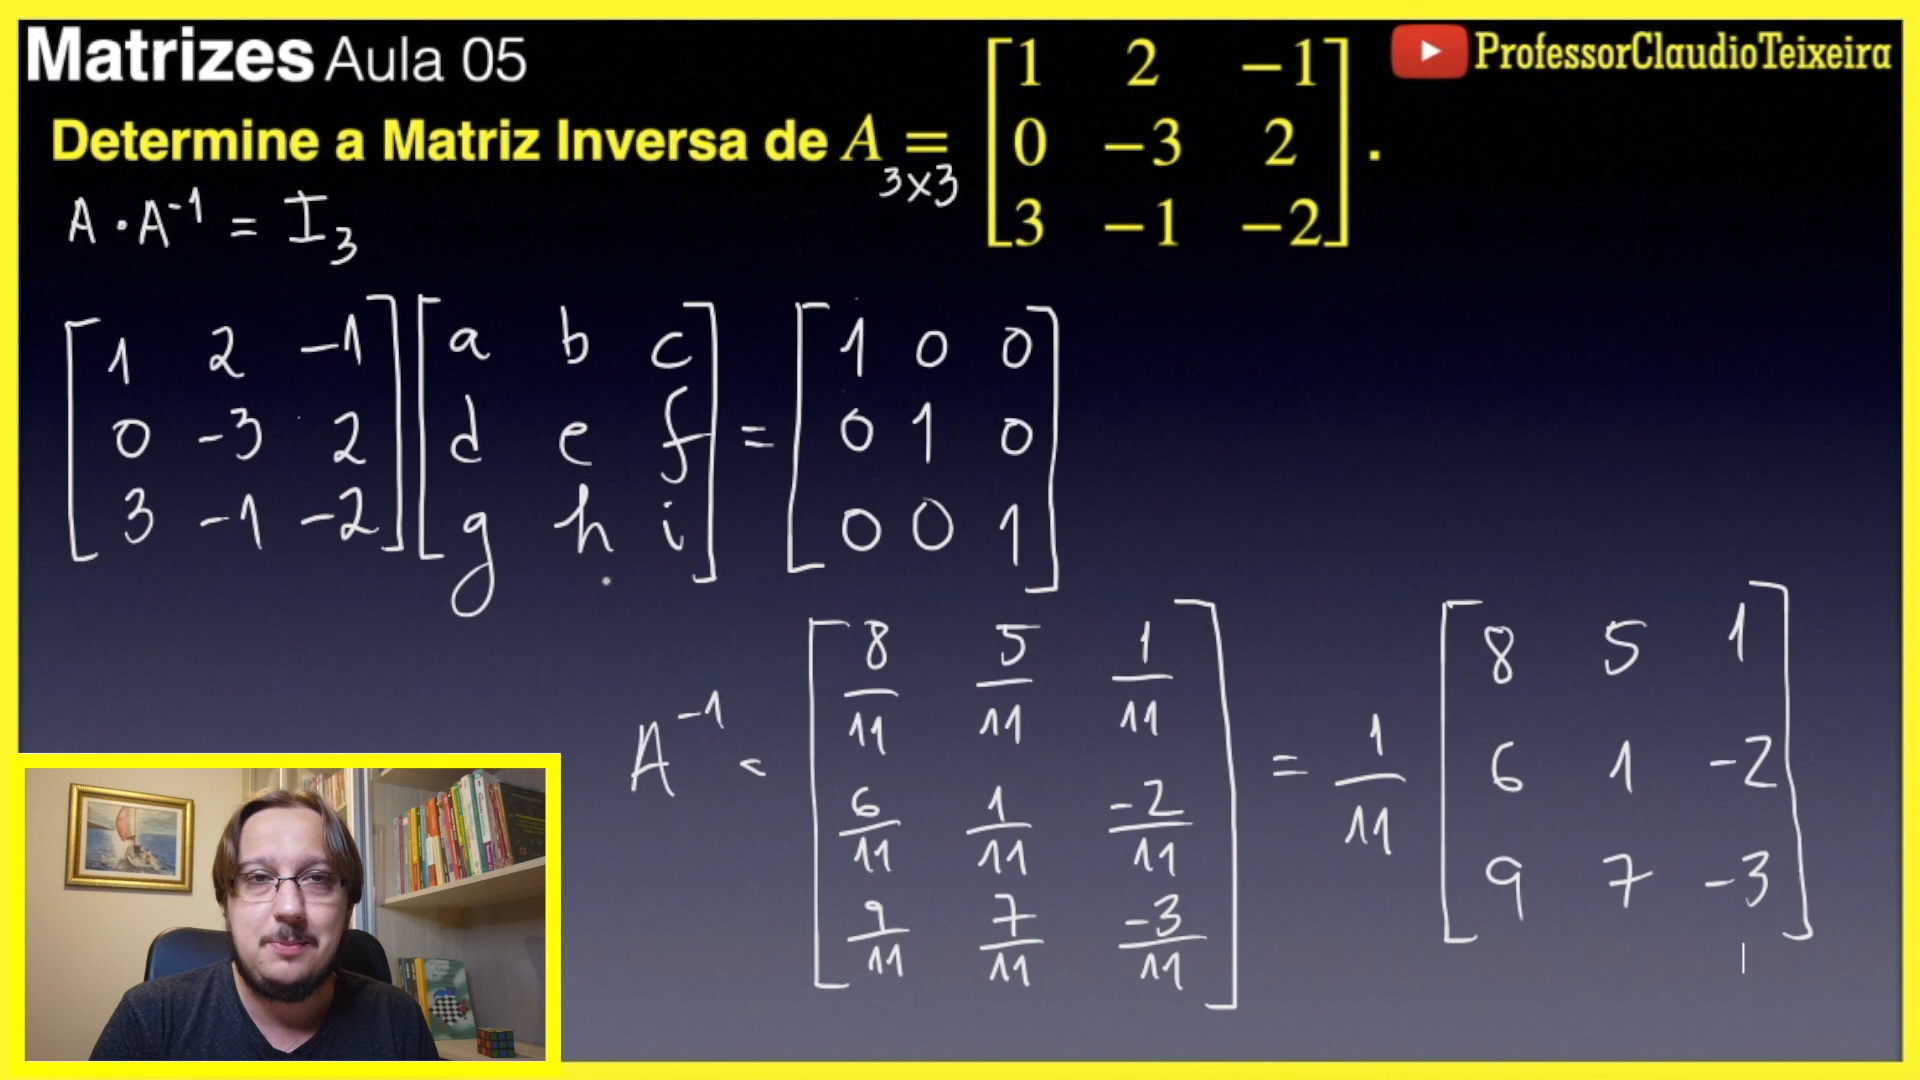 Matrizes Aula 05
ProfessorClaudioTeixeira
Determine a Matriz Inversa de A = [1 2 −1
0 −3 2
3 −1 −2] .
3x3
A · A⁻¹ = I₃
[1 2 -1] [a b c] = [1 0 0]
[0 -3 2] [d e f] = [0 1 0]
[3 -1 -2] [g h i] = [0 0 1]
A⁻¹ = [8/11 5/11 1/11] = 1/11 [8 5 1]
[6/11 1/11 -2/11] [6 1 -2]
[9/11 7/11 -3/11] [9 7 -3]